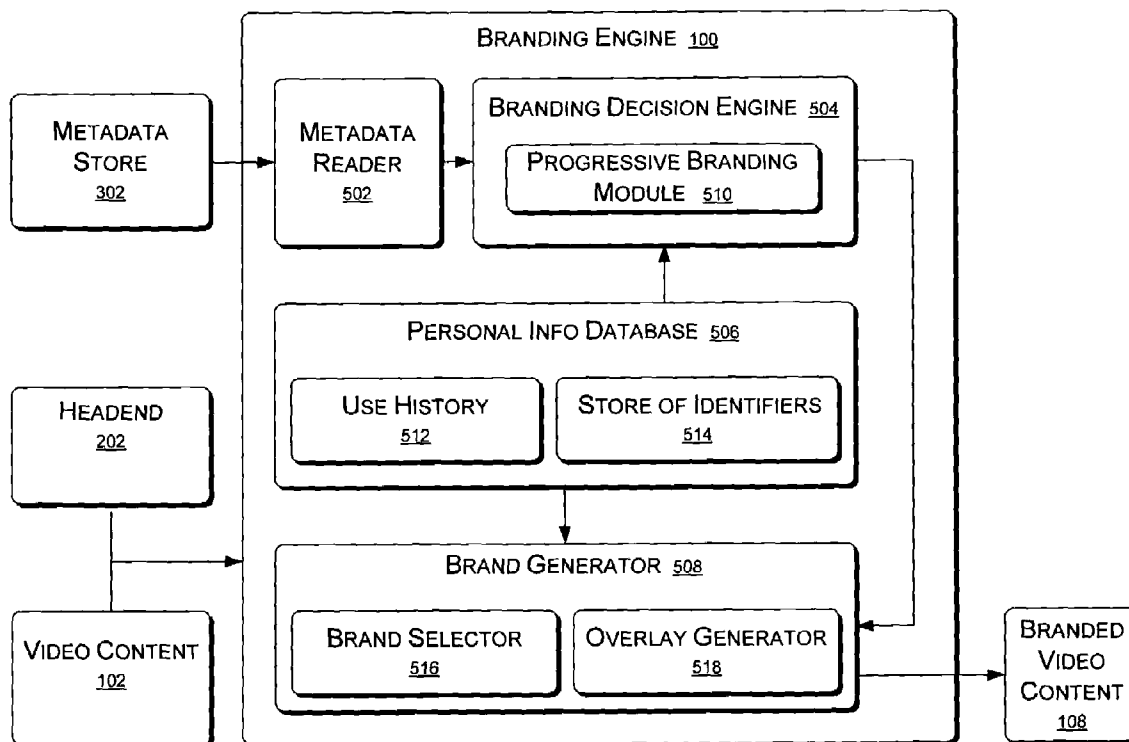 BRANDING ENGINE 100
METADATA
STORE
302
METADATA
READER
502
BRANDING DECISION ENGINE 504
PROGRESSIVE BRANDING
MODULE 510
PERSONAL INFO DATABASE 506
USE HISTORY
512
STORE OF IDENTIFIERS
514
HEADEND
202
VIDEO CONTENT
102
BRAND GENERATOR 508
BRAND SELECTOR
516
OVERLAY GENERATOR
518
BRANDED
VIDEO
CONTENT
108